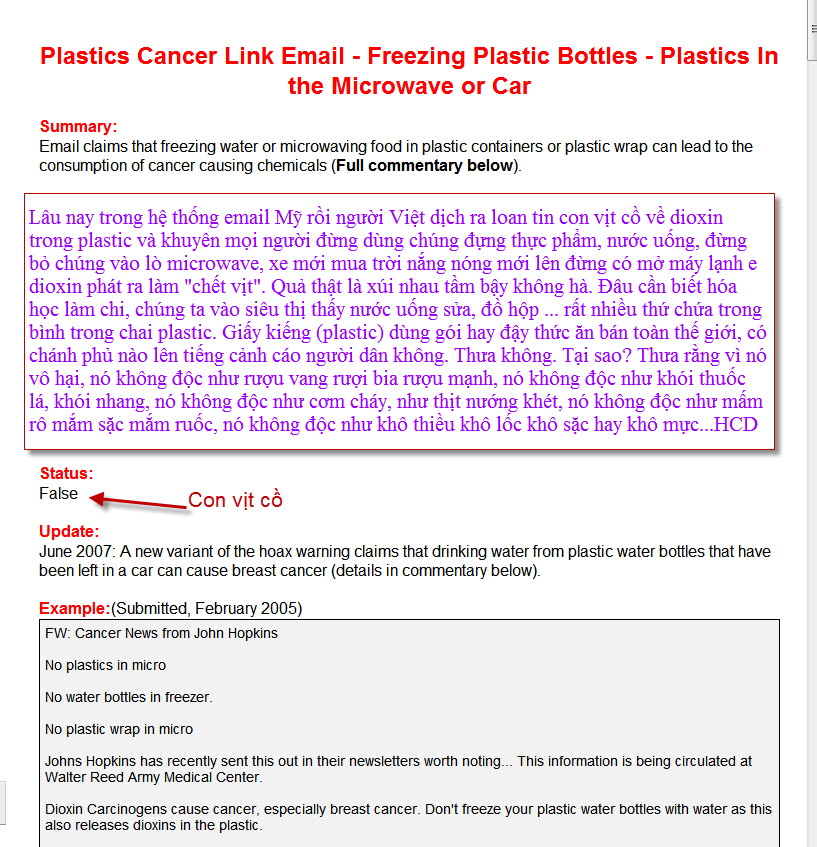 Plastics Cancer Link Email - Freezing Plastic Bottles - Plastics In
the Microwave or Car
Summary:
Email claims that freezing water or microwaving food in plastic containers or plastic wrap can lead to the
consumption of cancer causing chemicals (Full commentary below).
Lâu nay trong hệ thống email Mỹ rồi người Việt dịch ra loan tin con vịt cồ về dioxin
trong plastic và khuyên mọi người đừng dùng chúng đựng thực phẩm, nước uống, đừng
bỏ chúng vào lò microwave, xe mới mua trời nắng nóng mới lên đừng có mở máy lạnh e
dioxin phát ra làm "chết vịt". Quả thật là xúi nhau tầm bậy không hà. Đâu cần biết hóa
học làm chi, chúng ta vào siêu thị thấy nước uống sửa, đồ hộp ... rất nhiều thứ chứa trong
bình trong chai plastic. Giấy kiếng (plastic) dùng gói hay đậy thức ăn bán toàn thế giới, có
chánh phủ nào lên tiếng cảnh cáo người dân không. Thưa không. Tại sao? Thưa rằng vì nó
vô hại, nó không độc như rượu vang rượi bia rượu mạnh, nó không độc như khói thuốc
lá, khói nhang, nó không độc như cơm cháy, như thịt nướng khét, nó không độc như mấm
rô mắm sặc mắm ruốc, nó không độc như khô thiều khô lốc khô sặc hay khô mực...HCD
Status:
False
Con vịt cồ
Update:
June 2007: A new variant of the hoax warning claims that drinking water from plastic water bottles that have
been left in a car can cause breast cancer (details in commentary below).
Example:(Submitted, February 2005)
FW: Cancer News from John Hopkins
No plastics in micro
No water bottles in freezer.
No plastic wrap in micro
Johns Hopkins has recently sent this out in their newsletters worth noting... This information is being circulated at
Walter Reed Army Medical Center.
Dioxin Carcinogens cause cancer, especially breast cancer. Don't freeze your plastic water bottles with water as this
also releases dioxins in the plastic.